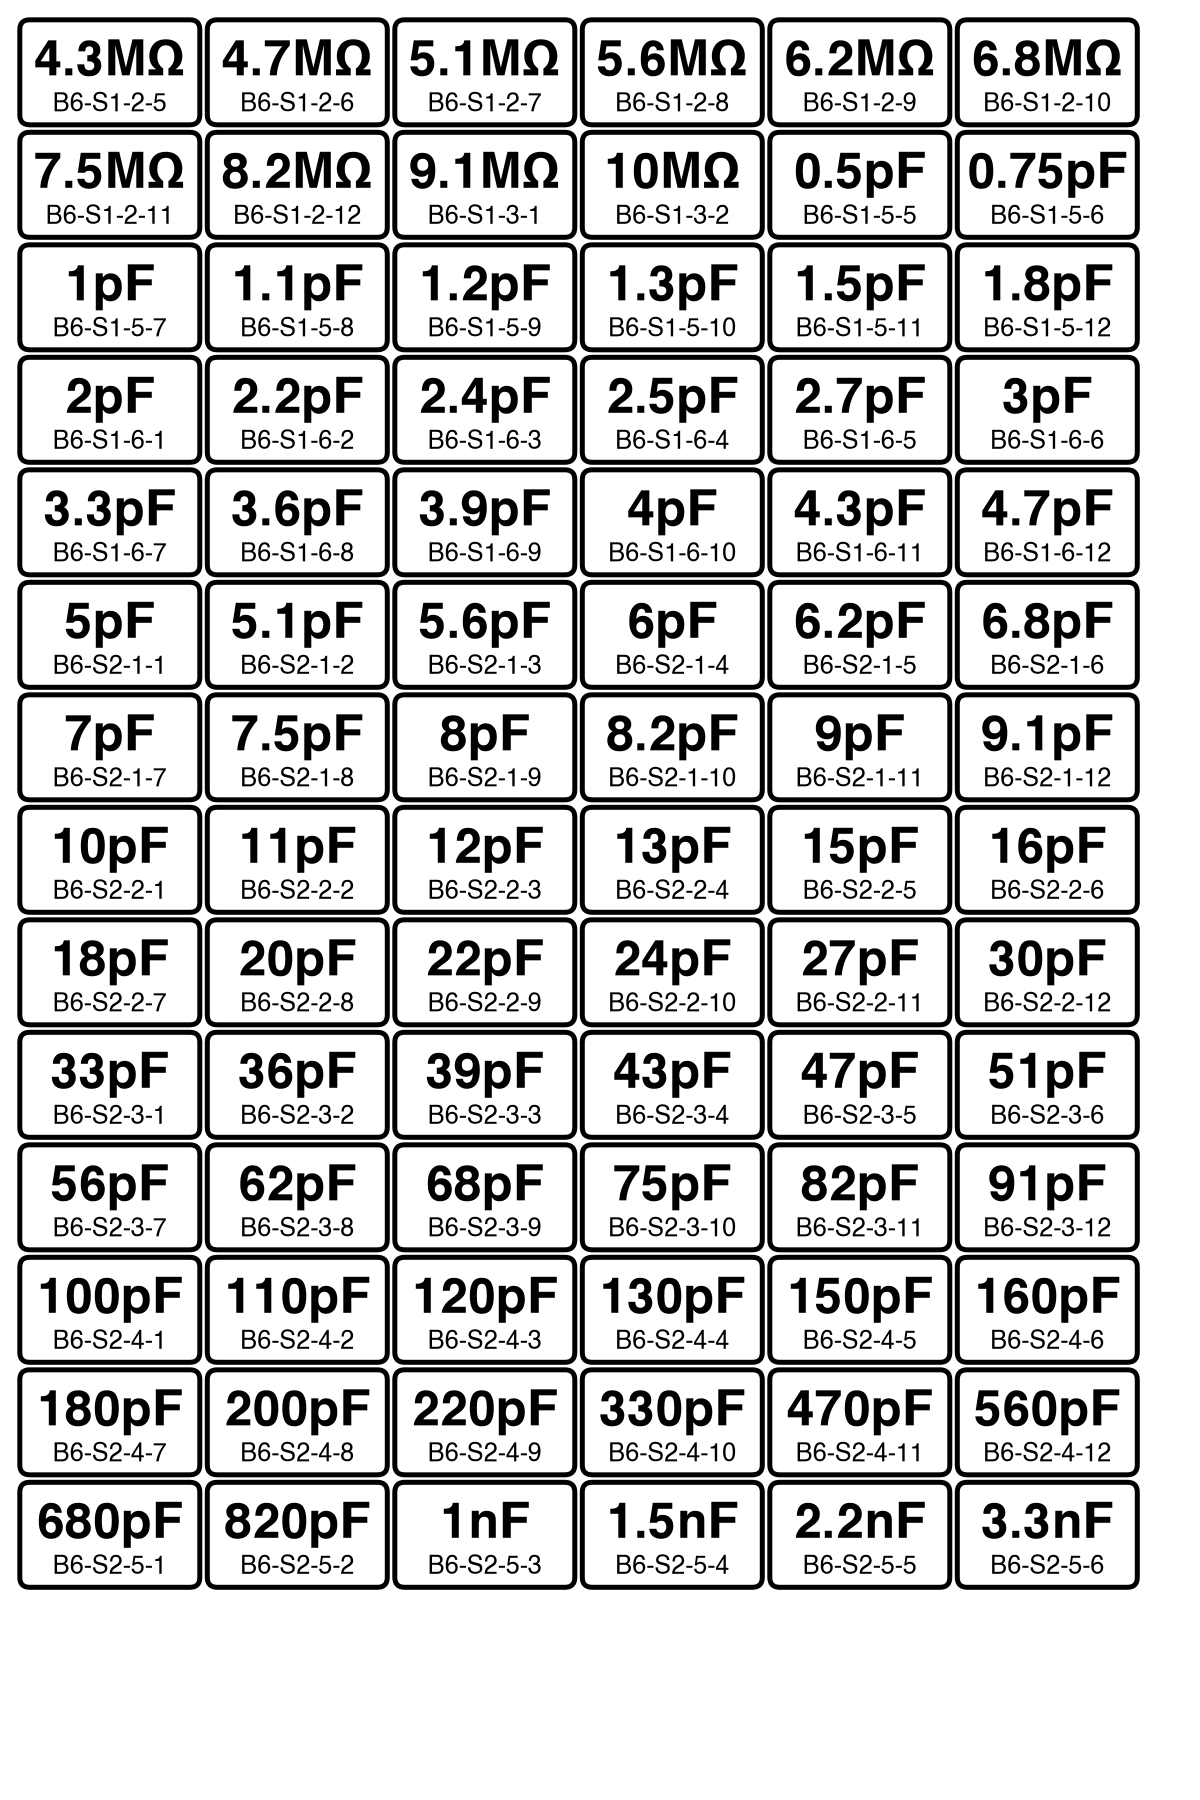 4.3MΩ 4.7MΩ 5.1MΩ 5.6MΩ 6.2MΩ 6.8MΩ
B6-S1-2-5 B6-S1-2-6 B6-S1-2-7 B6-S1-2-8 B6-S1-2-9 B6-S1-2-10
7.5MΩ 8.2MΩ 9.1MΩ 10MΩ 0.5pF 0.75pF
B6-S1-2-11 B6-S1-2-12 B6-S1-3-1 B6-S1-3-2 B6-S1-5-5 B6-S1-5-6
1pF 1.1pF 1.2pF 1.3pF 1.5pF 1.8pF
B6-S1-5-7 B6-S1-5-8 B6-S1-5-9 B6-S1-5-10 B6-S1-5-11 B6-S1-5-12
2pF 2.2pF 2.4pF 2.5pF 2.7pF 3pF
B6-S1-6-1 B6-S1-6-2 B6-S1-6-3 B6-S1-6-4 B6-S1-6-5 B6-S1-6-6
3.3pF 3.6pF 3.9pF 4pF 4.3pF 4.7pF
B6-S1-6-7 B6-S1-6-8 B6-S1-6-9 B6-S1-6-10 B6-S1-6-11 B6-S1-6-12
5pF 5.1pF 5.6pF 6pF 6.2pF 6.8pF
B6-S2-1-1 B6-S2-1-2 B6-S2-1-3 B6-S2-1-4 B6-S2-1-5 B6-S2-1-6
7pF 7.5pF 8pF 8.2pF 9pF 9.1pF
B6-S2-1-7 B6-S2-1-8 B6-S2-1-9 B6-S2-1-10 B6-S2-1-11 B6-S2-1-12
10pF 11pF 12pF 13pF 15pF 16pF
B6-S2-2-1 B6-S2-2-2 B6-S2-2-3 B6-S2-2-4 B6-S2-2-5 B6-S2-2-6
18pF 20pF 22pF 24pF 27pF 30pF
B6-S2-2-7 B6-S2-2-8 B6-S2-2-9 B6-S2-2-10 B6-S2-2-11 B6-S2-2-12
33pF 36pF 39pF 43pF 47pF 51pF
B6-S2-3-1 B6-S2-3-2 B6-S2-3-3 B6-S2-3-4 B6-S2-3-5 B6-S2-3-6
56pF 62pF 68pF 75pF 82pF 91pF
B6-S2-3-7 B6-S2-3-8 B6-S2-3-9 B6-S2-3-10 B6-S2-3-11 B6-S2-3-12
100pF 110pF 120pF 130pF 150pF 160pF
B6-S2-4-1 B6-S2-4-2 B6-S2-4-3 B6-S2-4-4 B6-S2-4-5 B6-S2-4-6
180pF 200pF 220pF 330pF 470pF 560pF
B6-S2-4-7 B6-S2-4-8 B6-S2-4-9 B6-S2-4-10 B6-S2-4-11 B6-S2-4-12
680pF 820pF 1nF 1.5nF 2.2nF 3.3nF
B6-S2-5-1 B6-S2-5-2 B6-S2-5-3 B6-S2-5-4 B6-S2-5-5 B6-S2-5-6